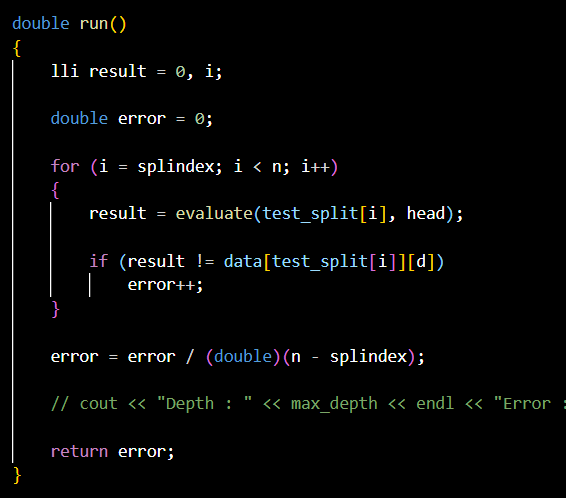 double run()
{
lli result = 0, i;
double error = 0;
for (i = splindex; i < n; i++)
{
result = evaluate(test_split[i], head);
if (result != data[test_split[i]][d])
error++;
}
error = error / (double)(n - splindex);
// cout << "Depth : " << max_depth << endl << "Error :
return error;
}